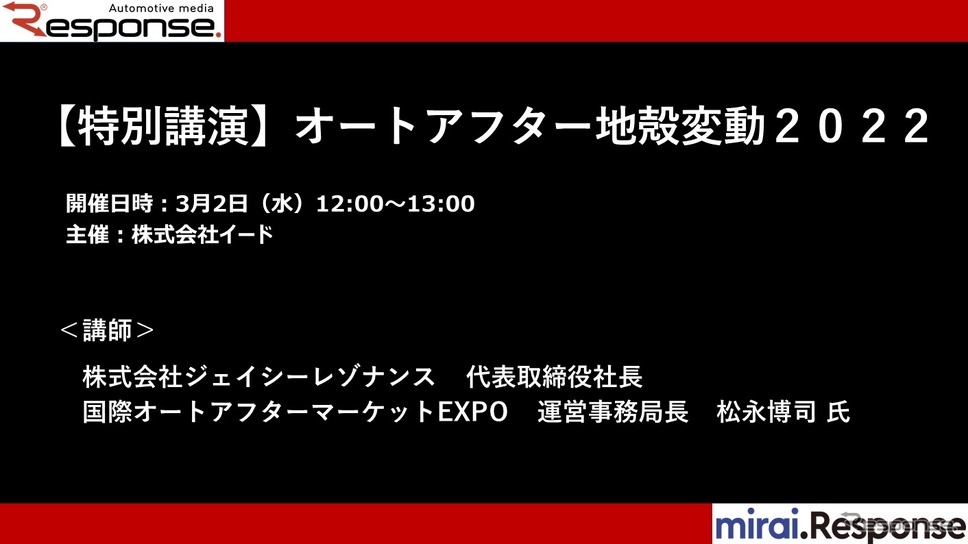 Automotive media
Response.
【特別講演】オートアフター地殻変動２０２２
開催日時：3月2日（水）12:00～13:00
主催：株式会社イード
＜講師＞
株式会社ジェイシーレゾナンス　代表取締役社長
国際オートアフターマーケットEXPO　運営事務局長　松永博司 氏
mirai.Response
Response.